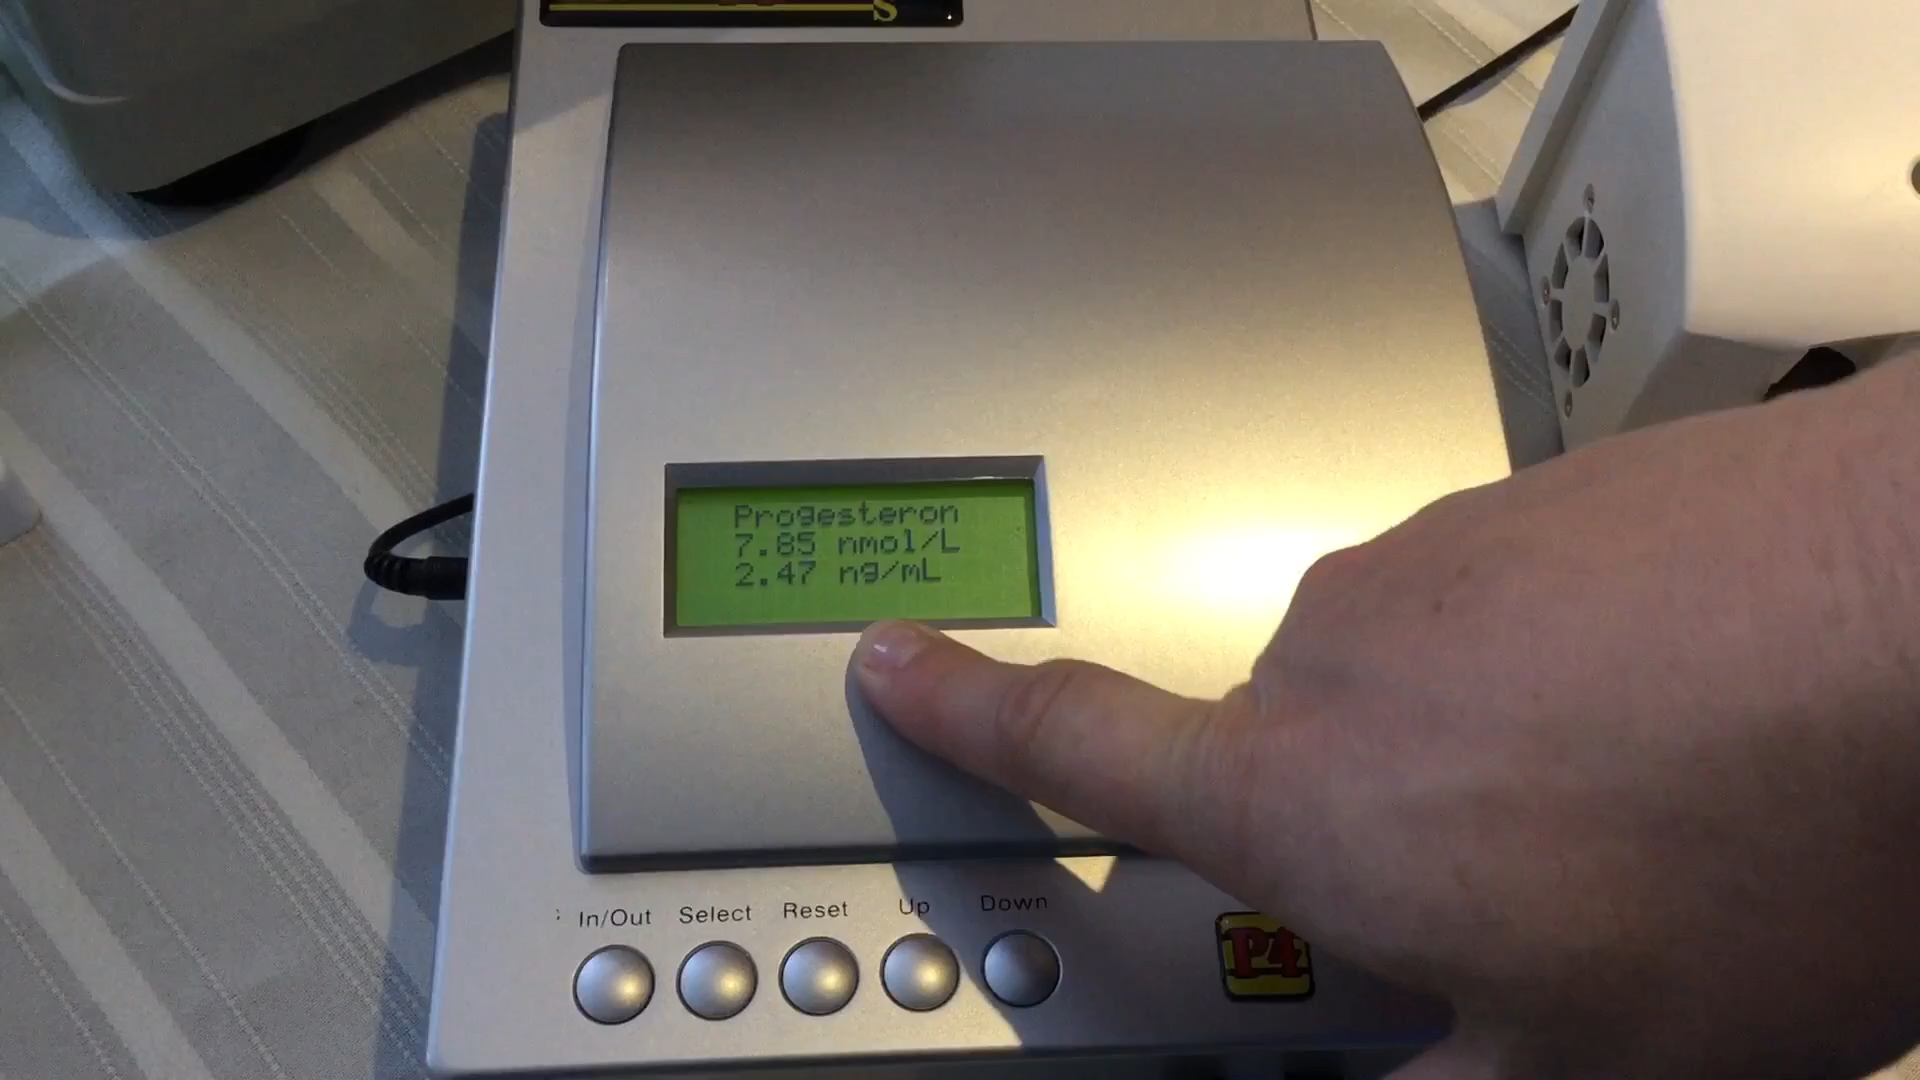 S
Progesteron
7.85 nmol/L
2.47 ng/mL
In/Out Select Reset Up Down
P4